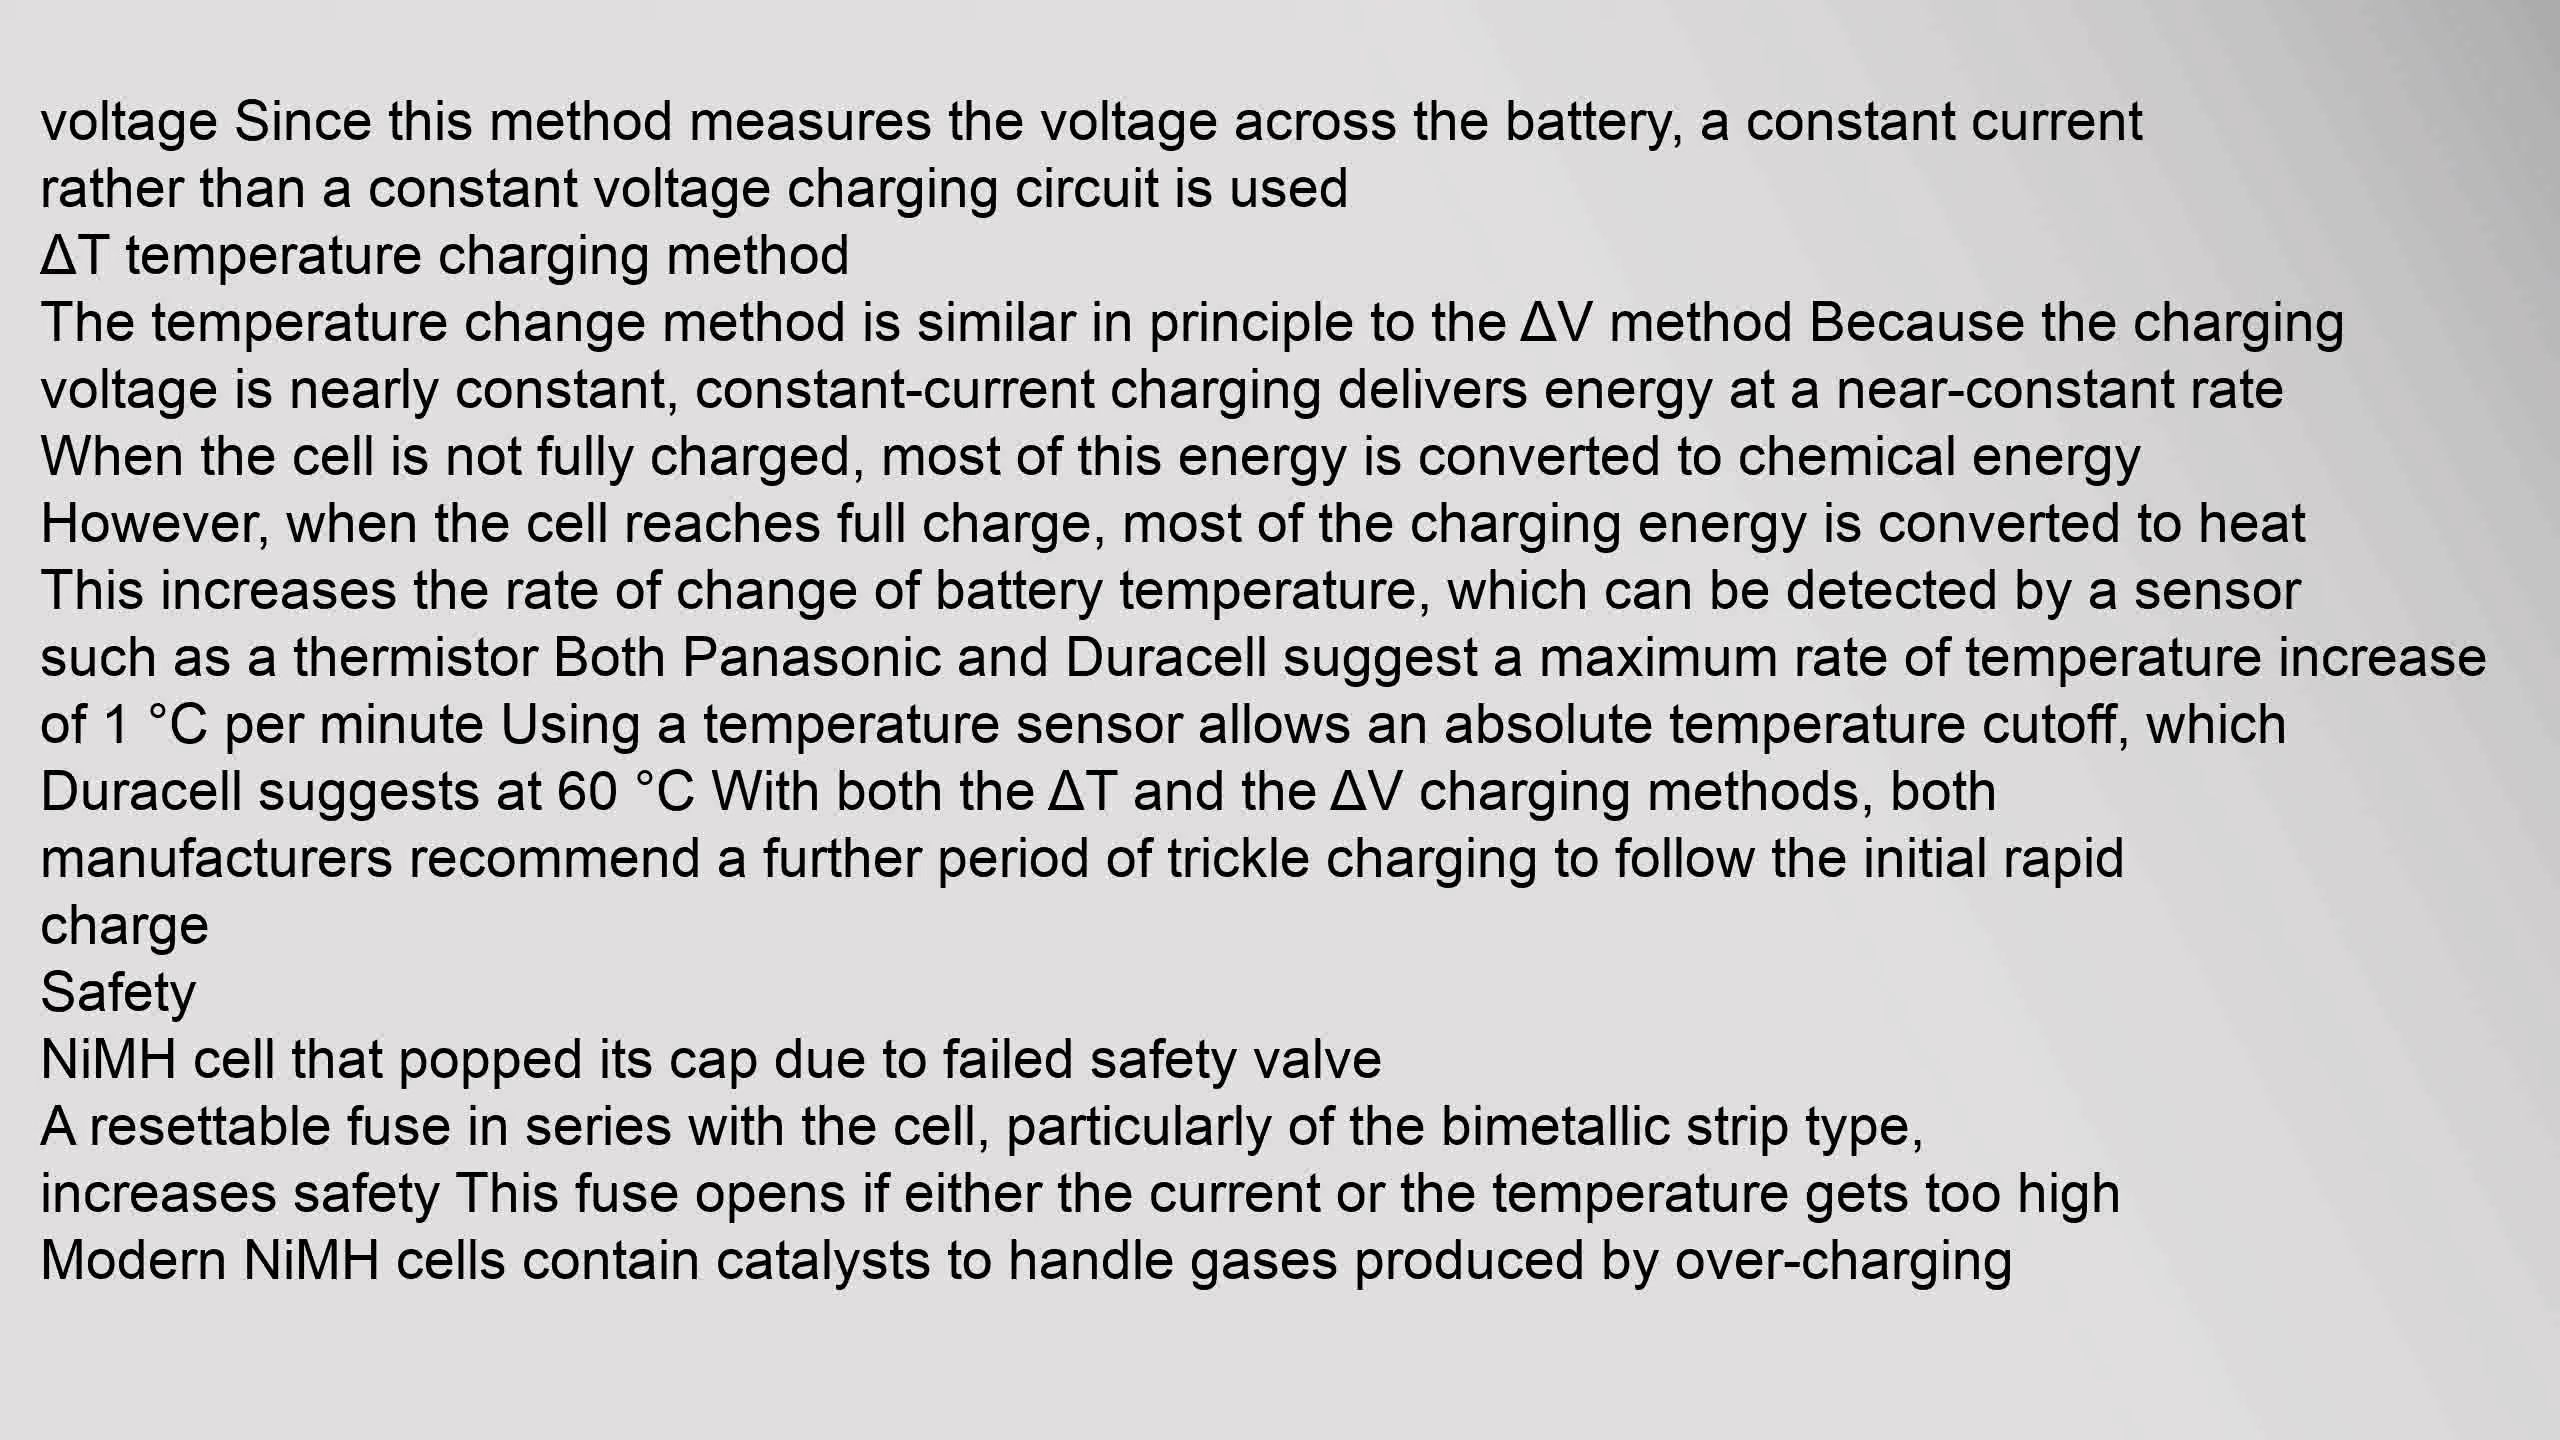 voltage Since this method measures the voltage across the battery, a constant current
rather than a constant voltage charging circuit is used
ΔT temperature charging method
The temperature change method is similar in principle to the ΔV method Because the charging
voltage is nearly constant, constant-current charging delivers energy at a near-constant rate
When the cell is not fully charged, most of this energy is converted to chemical energy
However, when the cell reaches full charge, most of the charging energy is converted to heat
This increases the rate of change of battery temperature, which can be detected by a sensor
such as a thermistor Both Panasonic and Duracell suggest a maximum rate of temperature increase
of 1 °C per minute Using a temperature sensor allows an absolute temperature cutoff, which
Duracell suggests at 60 °C With both the ΔT and the ΔV charging methods, both
manufacturers recommend a further period of trickle charging to follow the initial rapid
charge
Safety
NiMH cell that popped its cap due to failed safety valve
A resettable fuse in series with the cell, particularly of the bimetallic strip type,
increases safety This fuse opens if either the current or the temperature gets too high
Modern NiMH cells contain catalysts to handle gases produced by over-charging